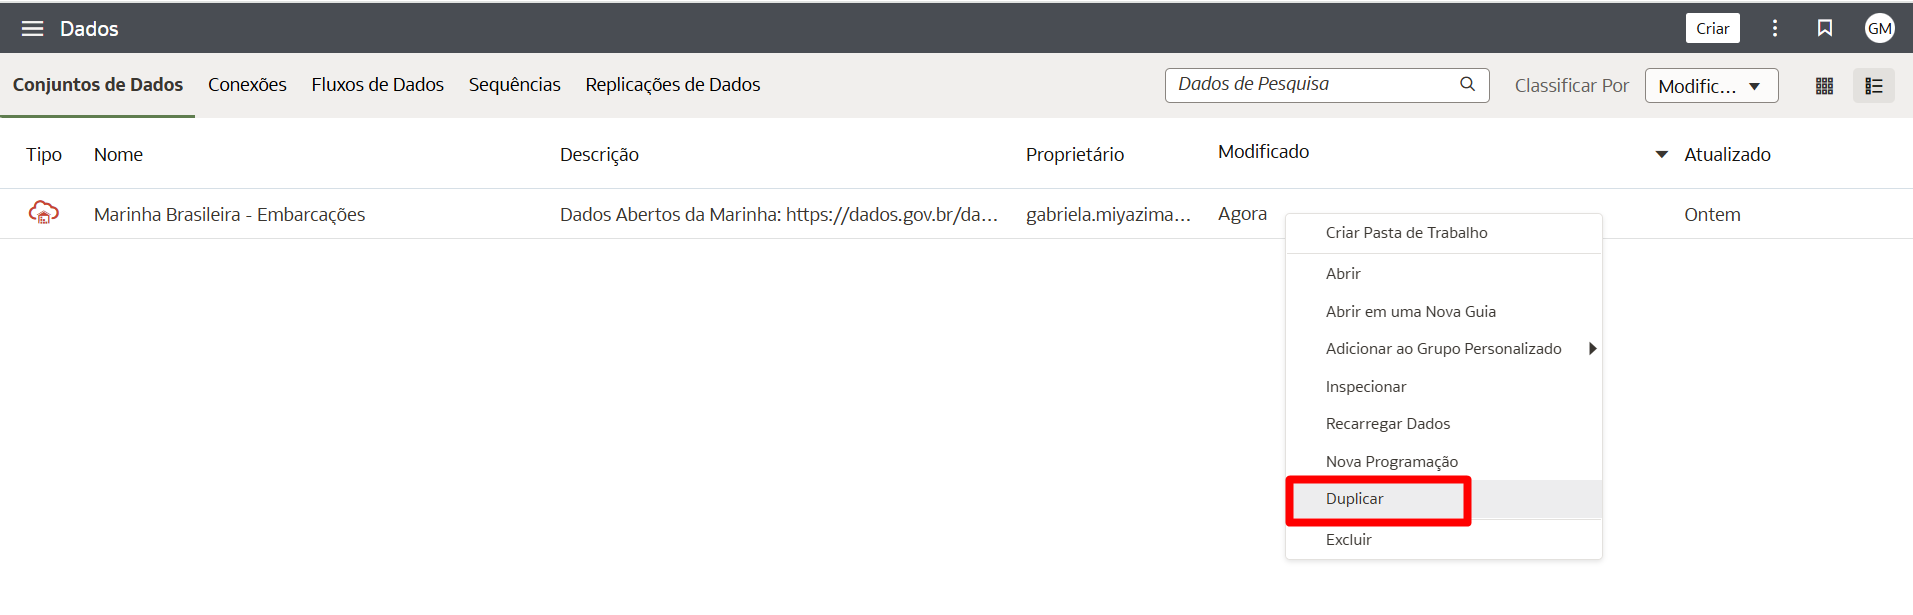 Dados
Criar
GM
Conjuntos de Dados Conexões Fluxos de Dados Sequências Replicações de Dados
Dados de Pesquisa
Classificar Por
Modific...
Tipo Nome Descrição Proprietário Modificado Atualizado
Marinha Brasileira - Embarcações Dados Abertos da Marinha: https://dados.gov.br/da... gabriela.miyazima... Agora Ontem
Criar Pasta de Trabalho
Abrir
Abrir em uma Nova Guia
Adicionar ao Grupo Personalizado
Inspecionar
Recarregar Dados
Nova Programação
Duplicar
Excluir